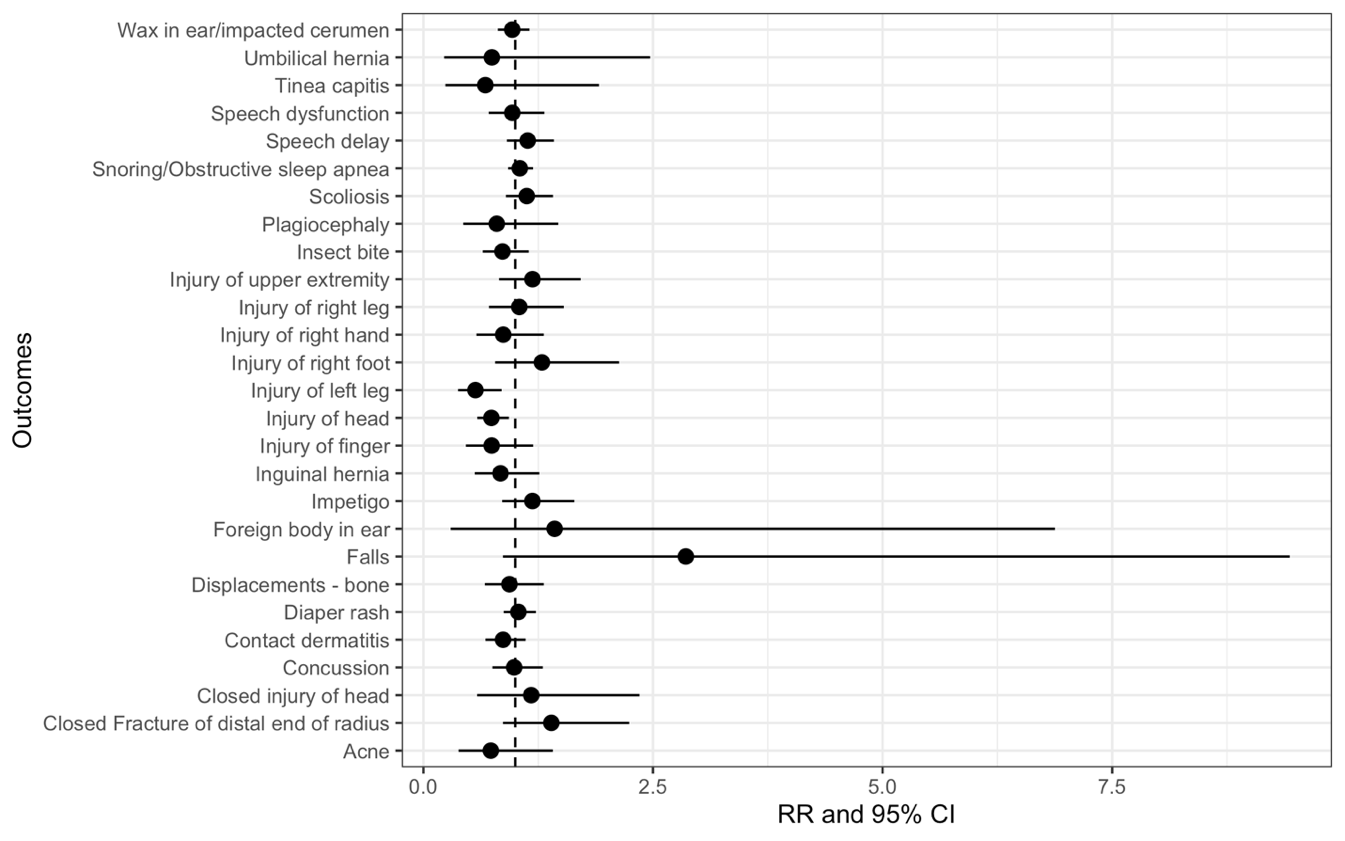 Wax in ear/impacted cerumen
Umbilical hernia
Tinea capitis
Speech dysfunction
Speech delay
Snoring/Obstructive sleep apnea
Scoliosis
Plagiocephaly
Insect bite
Injury of upper extremity
Injury of right leg
Injury of right hand
Injury of right foot
Injury of left leg
Injury of head
Injury of finger
Inguinal hernia
Impetigo
Foreign body in ear
Falls
Displacements - bone
Diaper rash
Contact dermatitis
Concussion
Closed injury of head
Closed Fracture of distal end of radius
Acne
Outcomes
0.0 2.5 5.0 7.5
RR and 95% CI